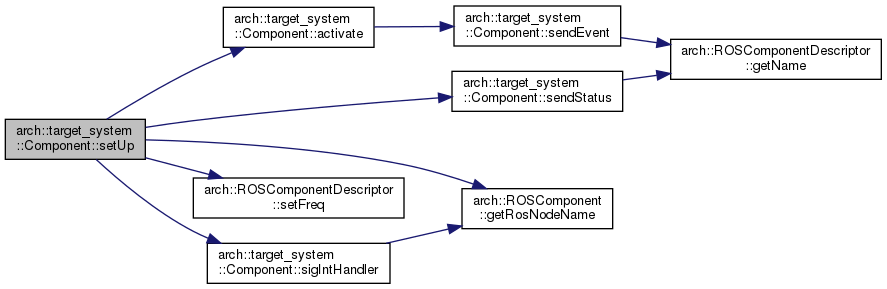 arch::target_system
::Component::setUp
arch::target_system
::Component::activate
arch::target_system
::Component::sendEvent
arch::ROSComponentDescriptor
::getName
arch::target_system
::Component::sendStatus
arch::ROSComponentDescriptor
::setFreq
arch::ROSComponent
::getRosNodeName
arch::target_system
::Component::sigIntHandler